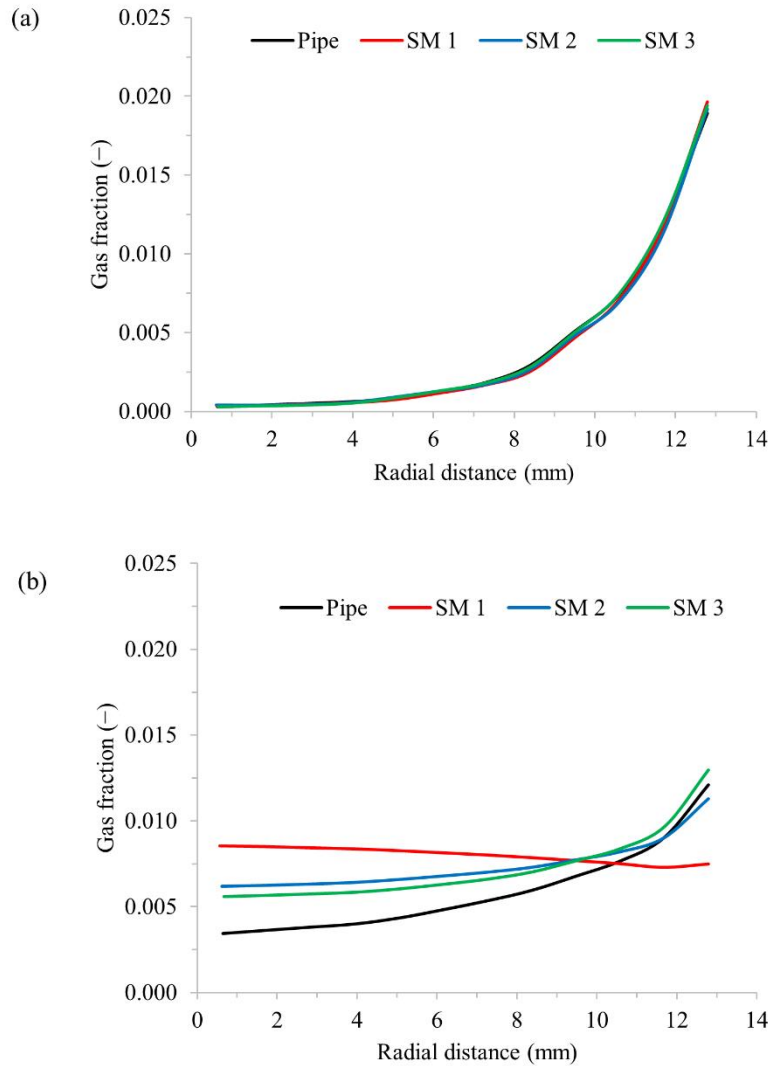 (a)
0.025
Pipe SM 1 SM 2 SM 3
0.020
0.015
0.010
0.005
0.000
Gas fraction (−)
0 2 4 6 8 10 12 14
Radial distance (mm)
(b)
0.025
Pipe SM 1 SM 2 SM 3
0.020
0.015
0.010
0.005
0.000
Gas fraction (−)
0 2 4 6 8 10 12 14
Radial distance (mm)